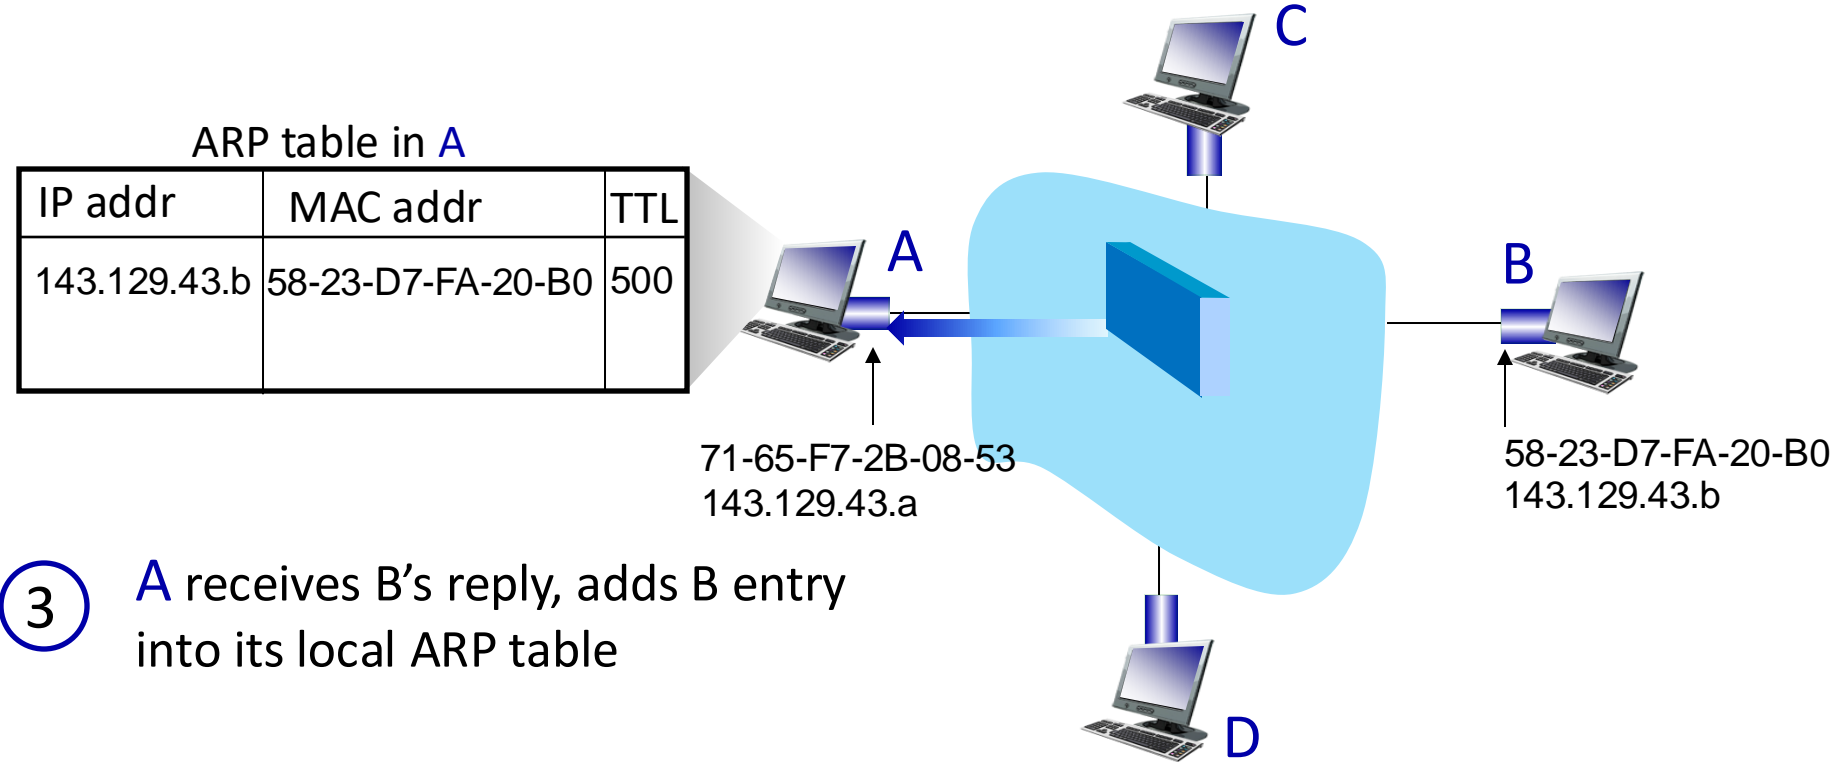 C
ARP table in A
IP addr MAC addr TTL
143.129.43.b 58-23-D7-FA-20-B0 500
A
B
71-65-F7-2B-08-53
143.129.43.a
58-23-D7-FA-20-B0
143.129.43.b
3
A receives B’s reply, adds B entry
into its local ARP table
D